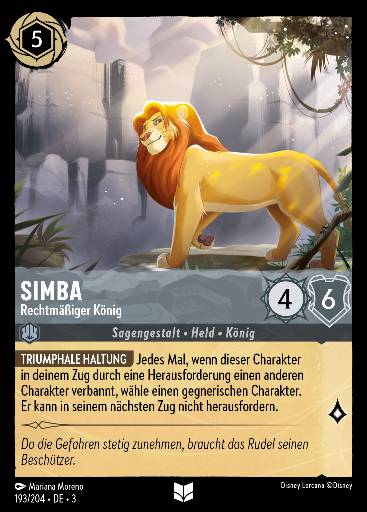 5
SIMBA
Rechtmäßiger König
4
6
Sagengestalt • Held • König
TRIUMPHALE HALTUNG Jedes Mal, wenn dieser Charakter
in deinem Zug durch eine Herausforderung einen anderen
Charakter verbannt, wähle einen gegnerischen Charakter.
Er kann in seinem nächsten Zug nicht herausfordern.
Da die Gefahren stetig zunehmen, braucht das Rudel seinen
Beschützer.
Mariana Moreno
193/204 • DE • 3
Disney Lorcana ©Disney